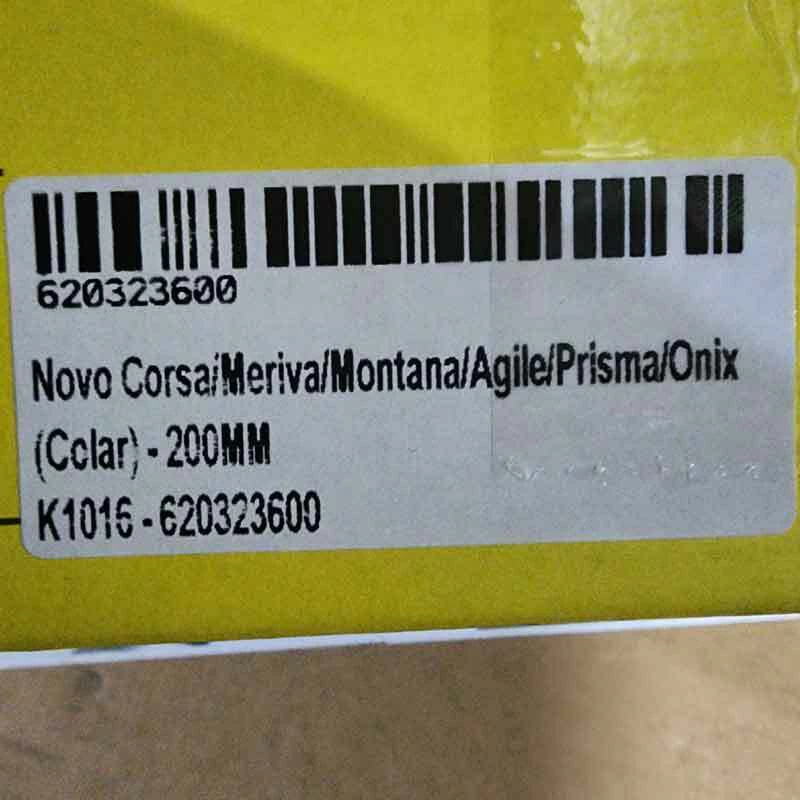 620323600
Novo Corsa/Meriva/Montana/Agile/Prisma/Onix
(Colar) - 200MM
K1016 - 620323600